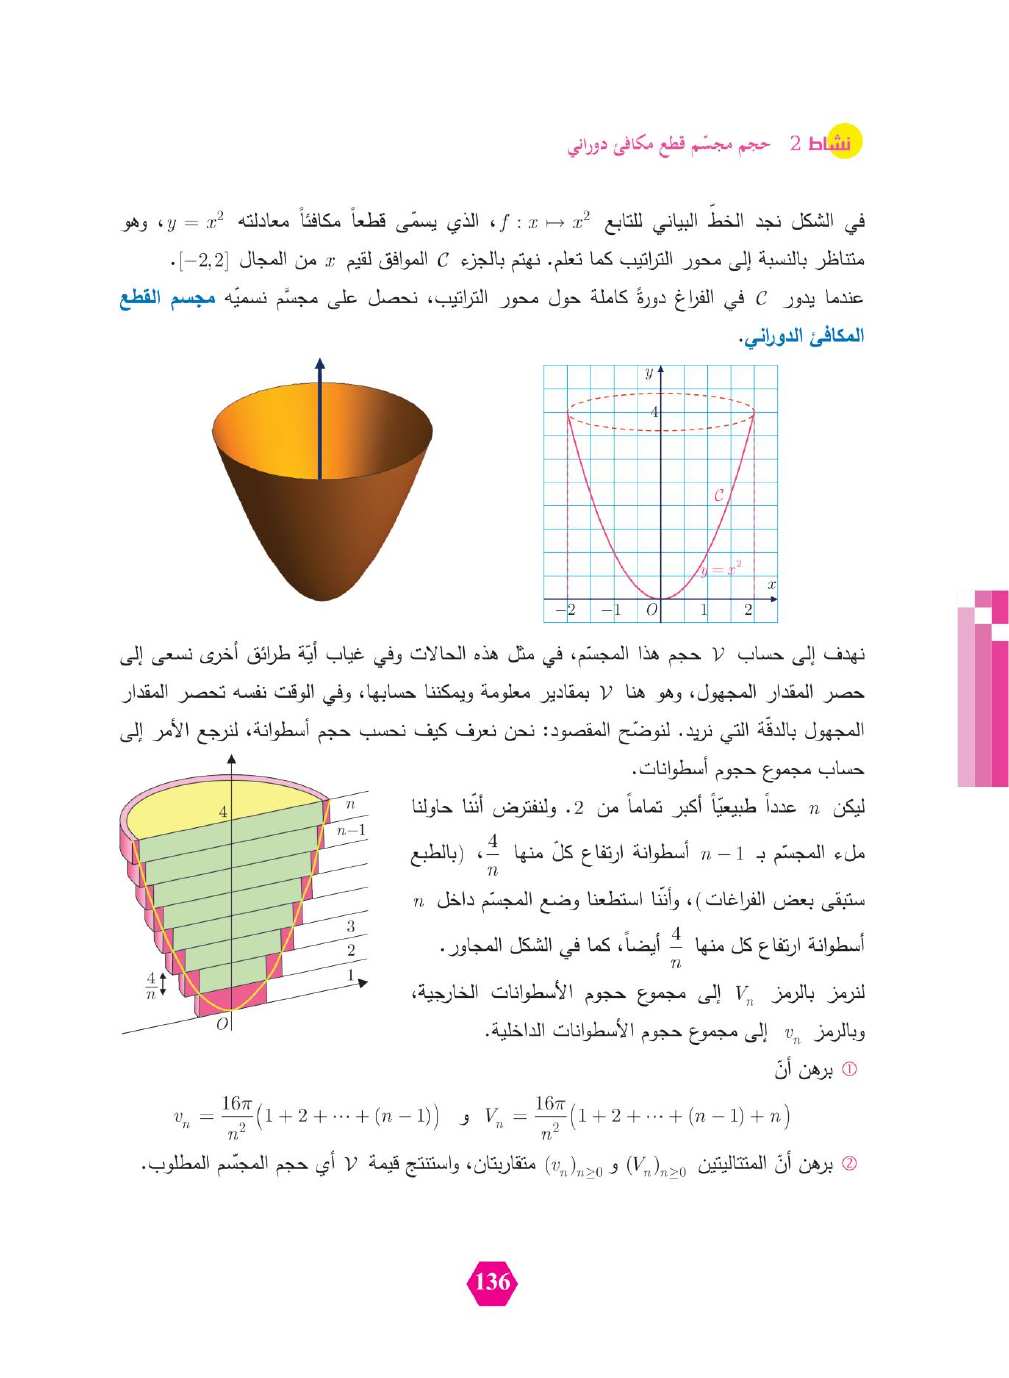 نشاط 2 حجم مجسّم قطع مكافئ دوراني
في الشكل نجد الخطّ البياني للتابع f : x ↦ x²، الذي يسمّى قطعاً مكافئاً معادلته y = x²، وهو
متناظر بالنسبة إلى محور التراتيب كما تعلم. نهتم بالجزء C الموافق لقيم x من المجال [−2,2].
عندما يدور C في الفراغ دورةً كاملة حول محور التراتيب، نحصل على مجسَّم نسميّه مجسم القطع
المكافئ الدوراني.
y
4
C
y = x²
x
−2 −1 O 1 2
نهدف إلى حساب V حجم هذا المجسّم، في مثل هذه الحالات وفي غياب أيّة طرائق أخرى نسعى إلى
حصر المقدار المجهول، وهو هنا V بمقادير معلومة ويمكننا حسابها، وفي الوقت نفسه تحصر المقدار
المجهول بالدقّة التي نريد. لنوضّح المقصود: نحن نعرف كيف نحسب حجم أسطوانة، لنرجع الأمر إلى
حساب مجموع حجوم أسطوانات.
ليكن n عدداً طبيعيّاً أكبر تماماً من 2. ولنفترض أنّنا حاولنا
ملء المجسّم بـ n − 1 أسطوانة ارتفاع كلّ منها 4/n، (بالطبع
ستبقى بعض الفراغات)، وأنّنا استطعنا وضع المجسّم داخل n
أسطوانة ارتفاع كل منها 4/n أيضاً، كما في الشكل المجاور.
لنرمز بالرمز Vₙ إلى مجموع حجوم الأسطوانات الخارجية،
وبالرمز vₙ إلى مجموع حجوم الأسطوانات الداخلية.
4
n
n−1
3
2
1
4/n
O
① برهن أنّ
vₙ = 16π/n² (1 + 2 + ⋯ + (n − 1)) و Vₙ = 16π/n² (1 + 2 + ⋯ + (n − 1) + n)
② برهن أنّ المتتاليتين (Vₙ)ₙ≥₀ و (vₙ)ₙ≥₀ متقاربتان، واستنتج قيمة V أي حجم المجسّم المطلوب.
136